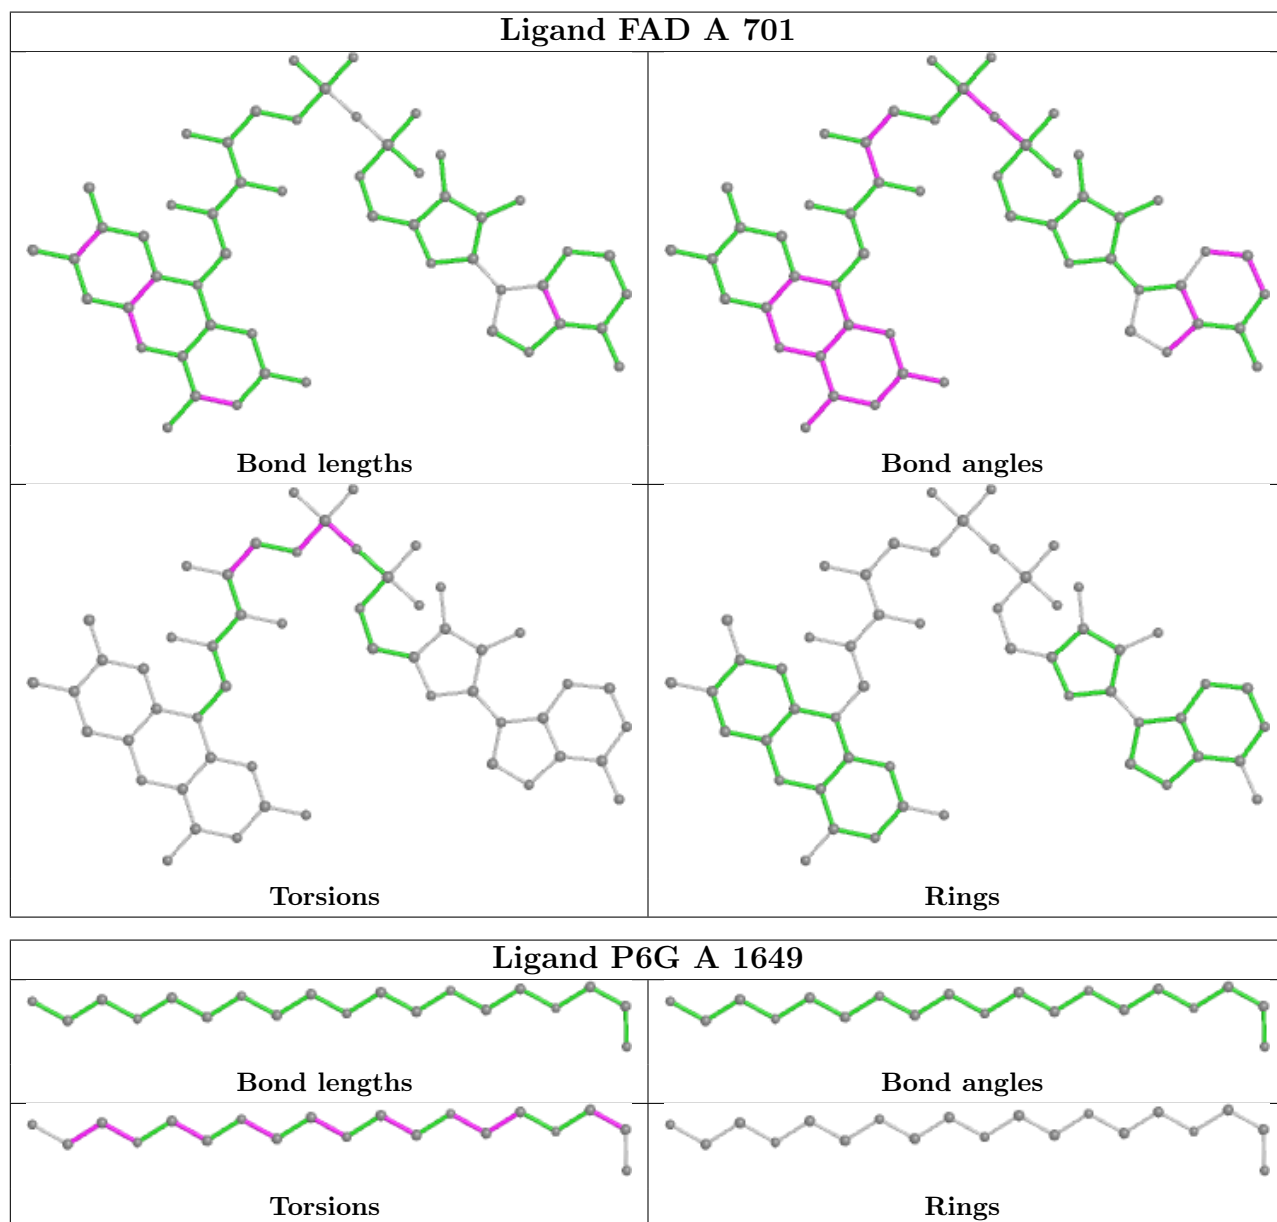 Ligand FAD A 701
Bond lengths
Bond angles
Torsions
Rings
Ligand P6G A 1649
Bond lengths
Bond angles
Torsions
Rings